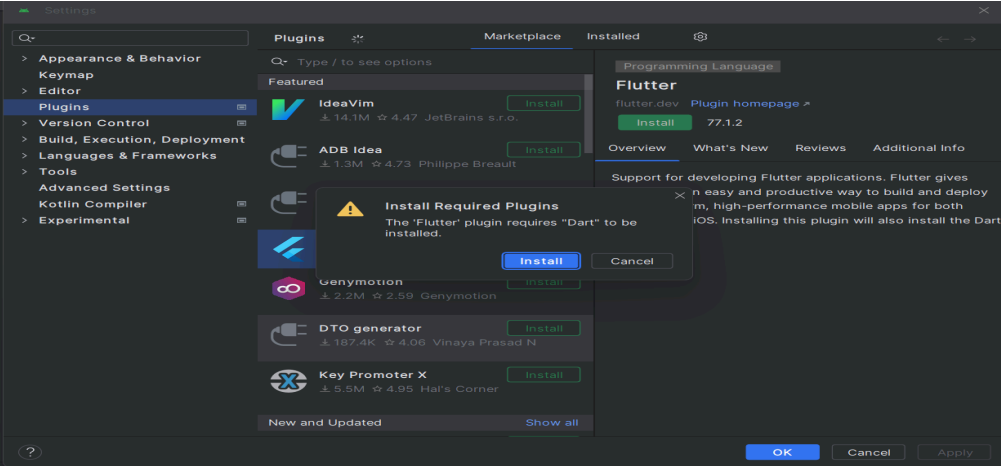 Settings
Plugins
Marketplace
Installed
Appearance & Behavior
Keymap
Editor
Plugins
Version Control
Build, Execution, Deployment
Languages & Frameworks
Tools
Advanced Settings
Kotlin Compiler
Experimental
Type / to see options
Featured
IdeaVim
Install
14.1M 4.47 JetBrains s.r.o.
ADB Idea
Install
1.3M 4.73 Philippe Breault
Genymotion
Install
2.2M 2.59 Genymotion
DTO generator
Install
187.4K 4.06 Vinaya Prasad N
Key Promoter X
Install
5.5M 4.95 Hal's Corner
New and Updated
Show all
Programming Language
Flutter
flutter.dev Plugin homepage
Install 77.1.2
Overview What's New Reviews Additional Info
Support for developing Flutter applications. Flutter gives
n easy and productive way to build and deploy
m, high-performance mobile apps for both
iOS. Installing this plugin will also install the Dart
Install Required Plugins
The 'Flutter' plugin requires "Dart" to be
installed.
Install Cancel
?
OK Cancel Apply